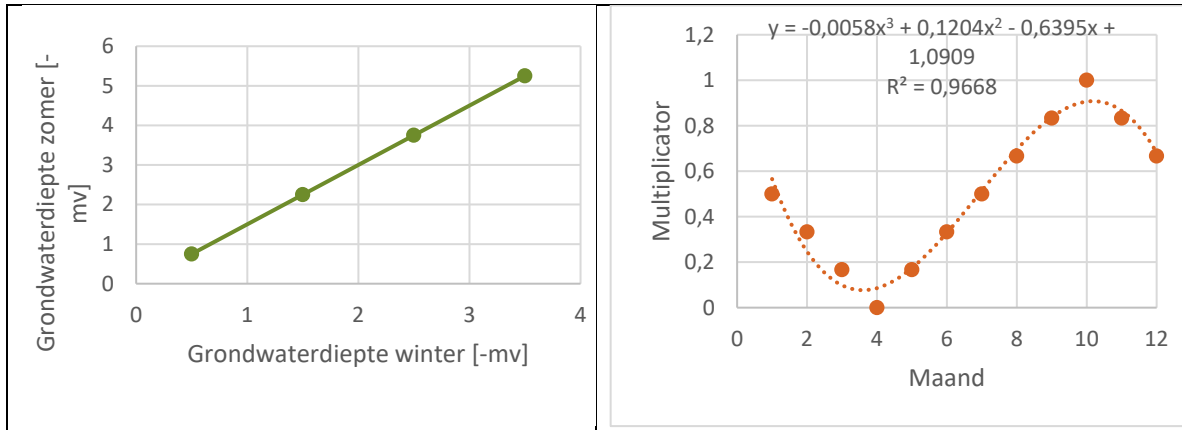 Grondwaterdiepte zomer [-
mv]
6
5
4
3
2
1
0
0 1 2 3 4
Grondwaterdiepte winter [-mv]
y = -0,0058x³ + 0,1204x² - 0,6395x +
1,0909
R² = 0,9668
Multiplicator
1,2
1
0,8
0,6
0,4
0,2
0
0 2 4 6 8 10 12
Maand